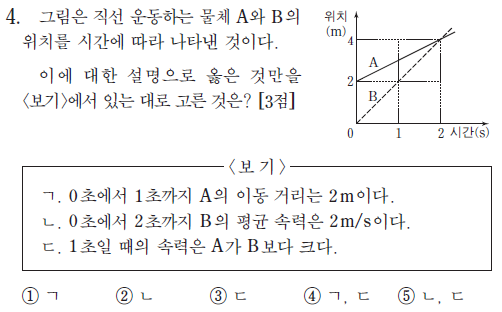 4. 그림은 직선 운동하는 물체 A와 B의
위치를 시간에 따라 나타낸 것이다.
이에 대한 설명으로 옳은 것만을
<보기>에서 있는 대로 고른 것은? [3점]
위치
(m)
4
A
2
B
0 1 2 시간(s)
<보 기>
ㄱ. 0초에서 1초까지 A의 이동 거리는 2m이다.
ㄴ. 0초에서 2초까지 B의 평균 속력은 2m/s이다.
ㄷ. 1초일 때의 속력은 A가 B보다 크다.
① ㄱ ② ㄴ ③ ㄷ ④ ㄱ, ㄷ ⑤ ㄴ, ㄷ